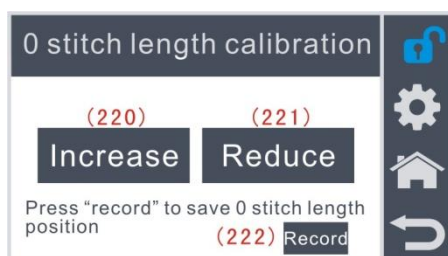 0 stitch length calibration
(220) (221)
Increase Reduce
Press "record" to save 0 stitch length
position
(222) Record